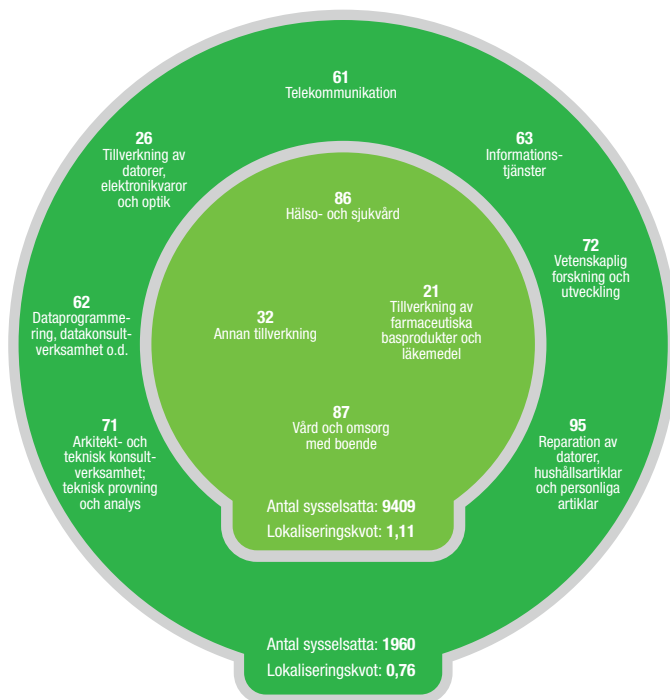 61
Telekommunikation
26
Tillverkning av
datorer,
elektronikvaror
och optik
63
Informations-
tjänster
86
Hälso- och sjukvård
72
Vetenskaplig
forskning och
utveckling
62
Dataprogramme-
ring, datakonsult-
verksamhet o.d.
32
Annan tillverkning
21
Tillverkning av
farmaceutiska
basprodukter och
läkemedel
87
Vård och omsorg
med boende
71
Arkitekt- och
teknisk konsult-
verksamhet;
teknisk provning
och analys
95
Reparation av
datorer,
hushållsartiklar
och personliga
artiklar
Antal sysselsatta: 9409
Lokaliseringskvot: 1,11
Antal sysselsatta: 1960
Lokaliseringskvot: 0,76